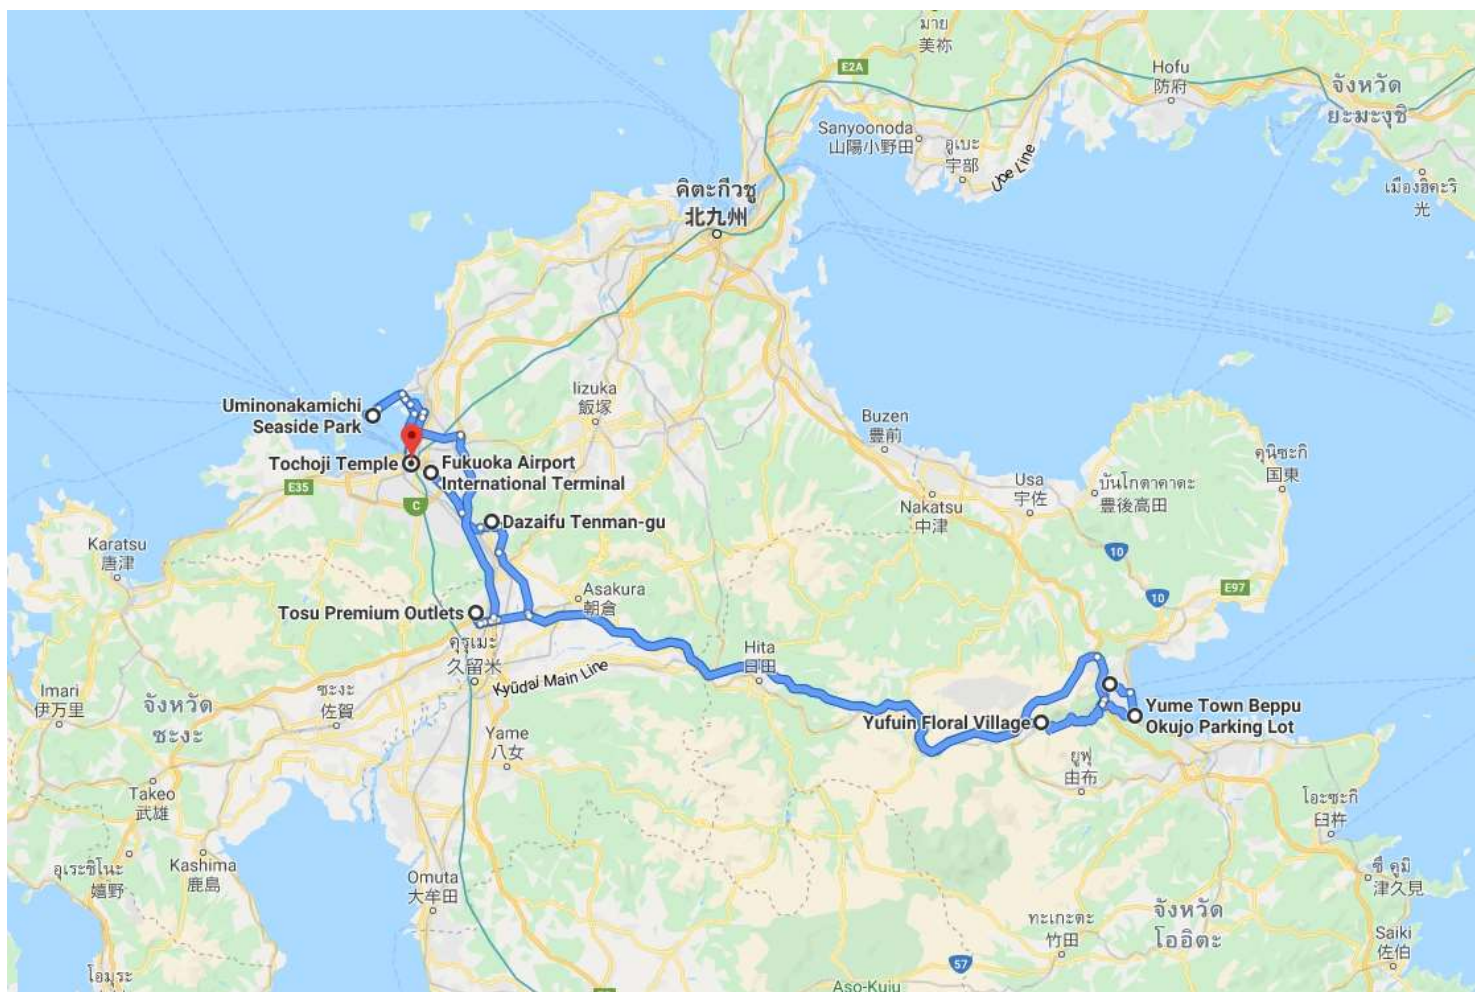 มาย
美祢
E2A
Hofu
防府
จังหวัด
ยะมะงุชิ
Sanyoonoda
山陽小野田
อูเบะ
宇部
Ube Line
เมืองฮิคะริ
光
คิตะกีวชู
北九州
Iizuka
飯塚
Uminonakamichi
Seaside Park
Buzen
豊前
Tochoji Temple
Fukuoka Airport
International Terminal
E35
C
Usa
宇佐
บันโกตาคาดะ
豊後高田
คุนิซะกิ
国東
Nakatsu
中津
Dazaifu Tenman-gu
Karatsu
唐津
10
10
E97
Asakura
朝倉
Tosu Premium Outlets
คุรุเมะ
久留米
Kyūdai Main Line
Hita
日田
Imari
伊万里
จังหวัด
ซะงะ
ซะงะ
佐賀
Yufuin Floral Village
Yume Town Beppu
Okujo Parking Lot
Yame
八女
ยูฟุ
由布
Takeo
武雄
โอะซะกิ
臼杵
อุเระชิโนะ
嬉野
Kashima
鹿島
Omuta
大牟田
ซึ คูมิ
津久見
ทะเกะตะ
竹田
จังหวัด
โออิตะ
Saiki
佐伯
57
โอมุระ
Aso-Kuju